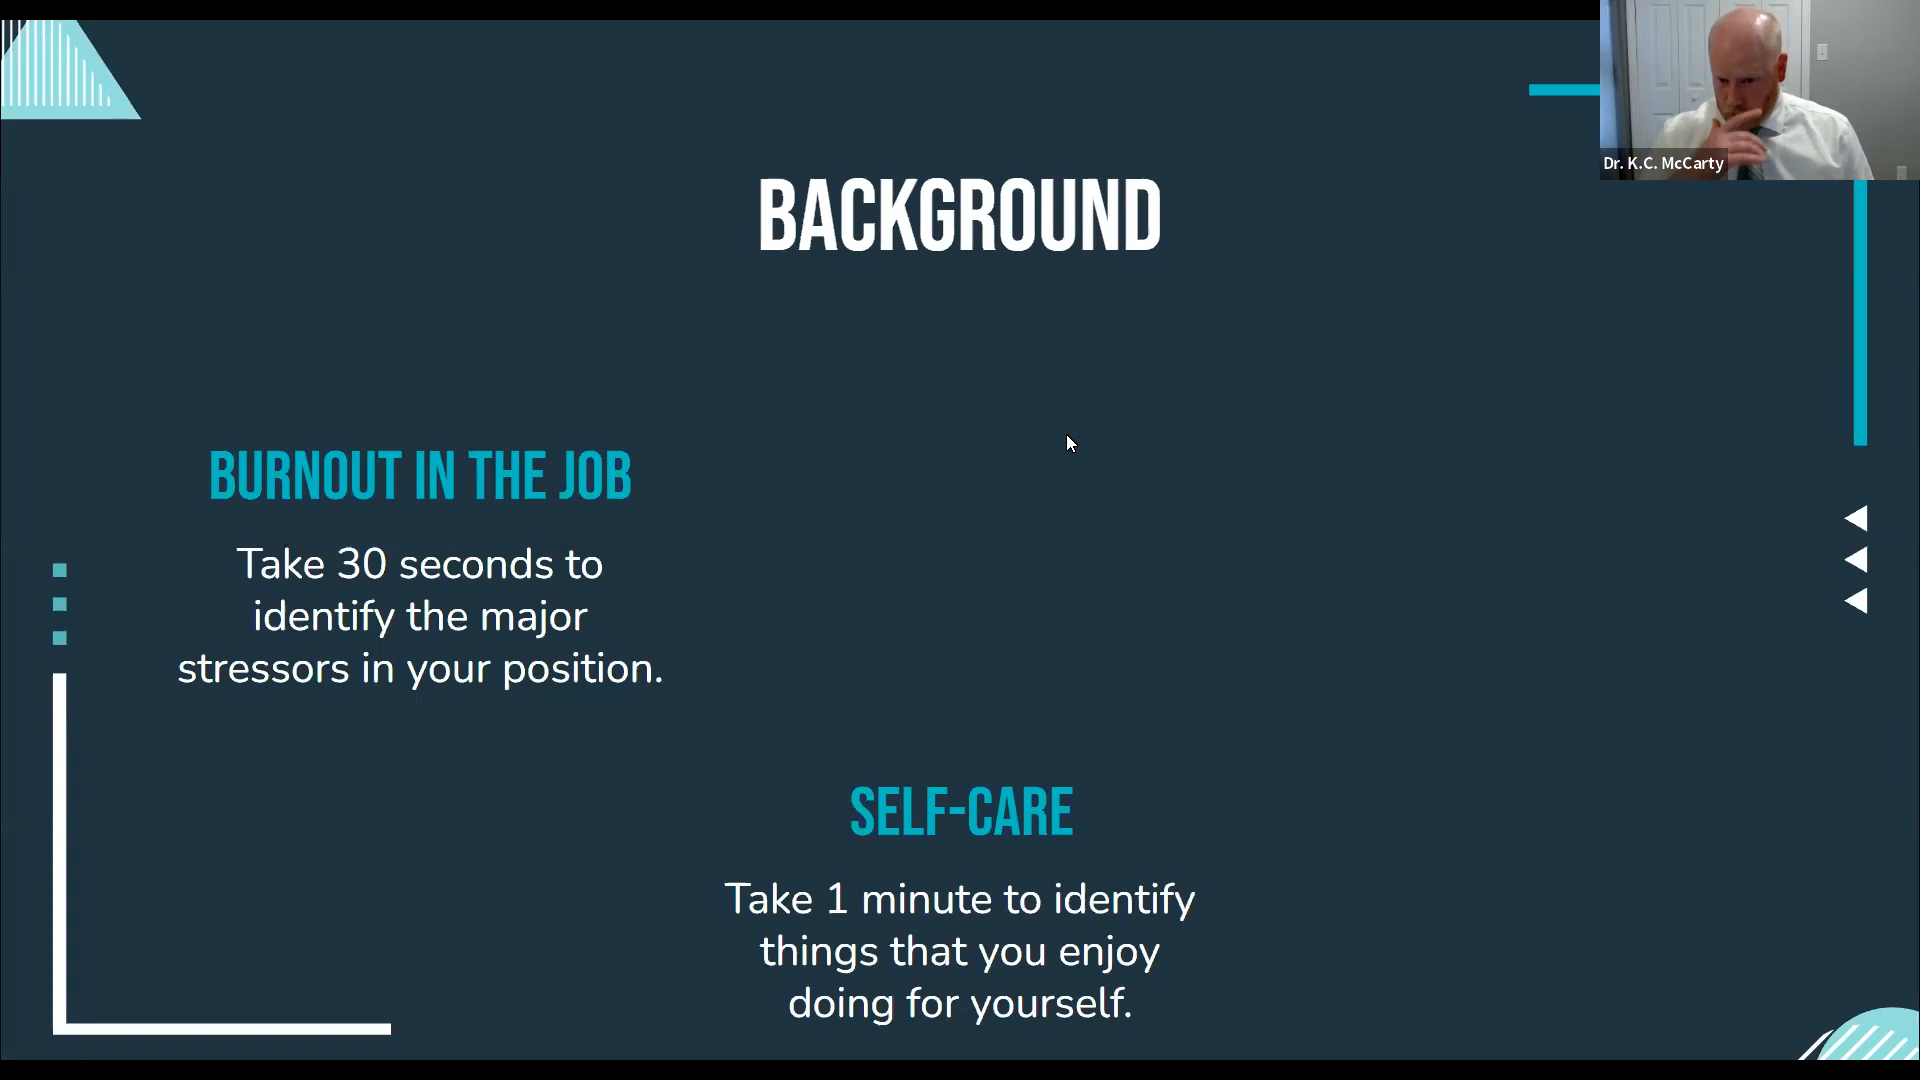 Dr. K.C. McCarty
BACKGROUND
BURNOUT IN THE JOB
Take 30 seconds to
identify the major
stressors in your position.
SELF-CARE
Take 1 minute to identify
things that you enjoy
doing for yourself.